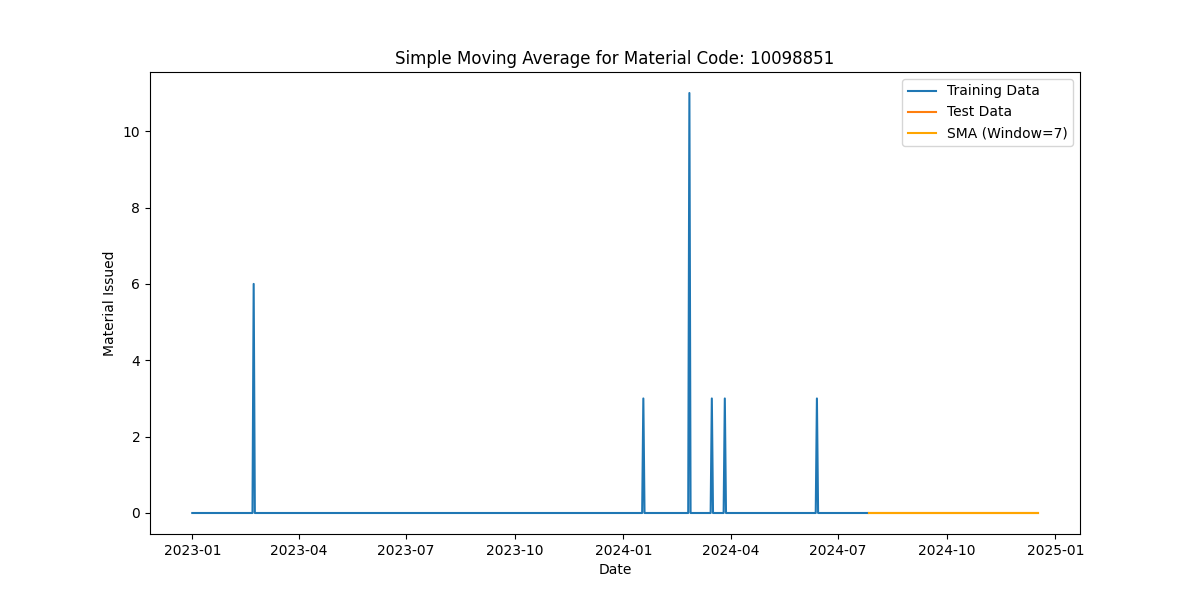 Simple Moving Average for Material Code: 10098851
Training Data
Test Data
SMA (Window=7)
10
8
6
4
2
0
Material Issued
2023-01 2023-04 2023-07 2023-10 2024-01 2024-04 2024-07 2024-10 2025-01
Date